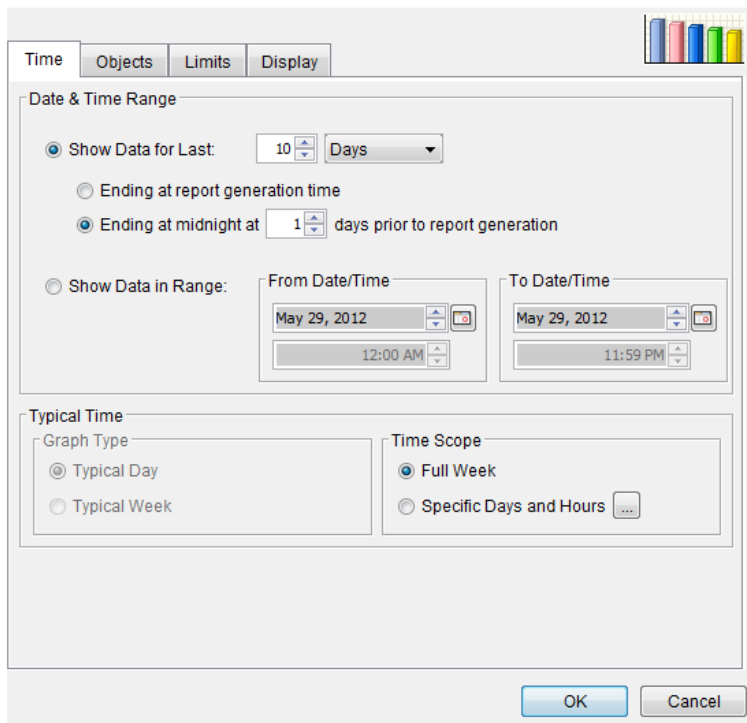 Time Objects Limits Display
Date & Time Range
Show Data for Last: 10 Days
Ending at report generation time
Ending at midnight at 1 days prior to report generation
Show Data in Range:
From Date/Time To Date/Time
May 29, 2012 May 29, 2012
12:00 AM 11:59 PM
Typical Time
Graph Type Time Scope
Typical Day Full Week
Typical Week Specific Days and Hours ...
OK Cancel